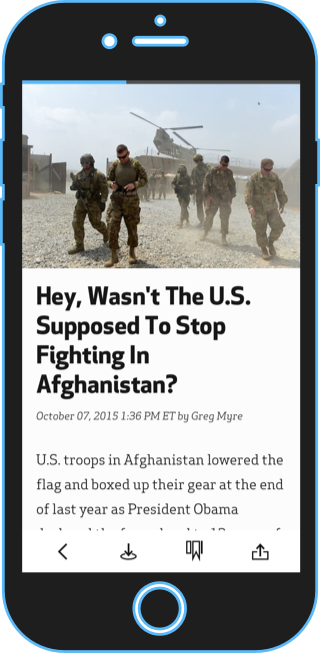 Hey, Wasn't The U.S.
Supposed To Stop
Fighting In
Afghanistan?
October 07, 2015 1:36 PM ET by Greg Myre
U.S. troops in Afghanistan lowered the
flag and boxed up their gear at the end
of last year as President Obama